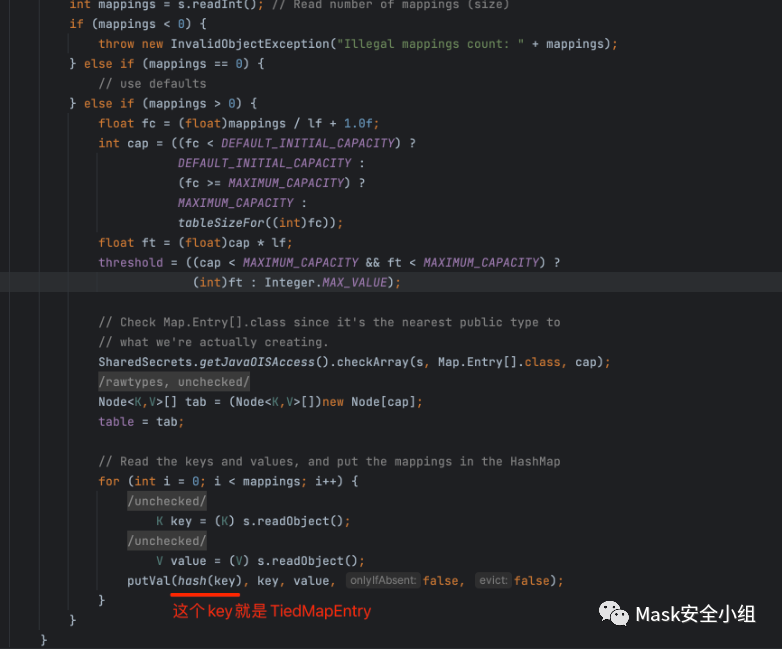 int mappings = s.readInt(); // Read number of mappings (size)
if (mappings < 0) {
throw new InvalidObjectException("Illegal mappings count: " + mappings);
} else if (mappings == 0) {
// use defaults
} else if (mappings > 0) {
float fc = (float)mappings / lf + 1.0f;
int cap = ((fc < DEFAULT_INITIAL_CAPACITY) ?
DEFAULT_INITIAL_CAPACITY :
(fc >= MAXIMUM_CAPACITY) ?
MAXIMUM_CAPACITY :
tableSizeFor((int)fc));
float ft = (float)cap * lf;
threshold = ((cap < MAXIMUM_CAPACITY && ft < MAXIMUM_CAPACITY) ?
(int)ft : Integer.MAX_VALUE);
// Check Map.Entry[].class since it's the nearest public type to
// what we're actually creating.
SharedSecrets.getJavaOISAccess().checkArray(s, Map.Entry[].class, cap);
/rawtypes, unchecked/
Node<K,V>[] tab = (Node<K,V>[])new Node[cap];
table = tab;
// Read the keys and values, and put the mappings in the HashMap
for (int i = 0; i < mappings; i++) {
/unchecked/
K key = (K) s.readObject();
/unchecked/
V value = (V) s.readObject();
putVal(hash(key), key, value, onlyIfAbsent: false, evict: false);
}
这个key就是TiedMapEntry
}
}
Mask安全小组